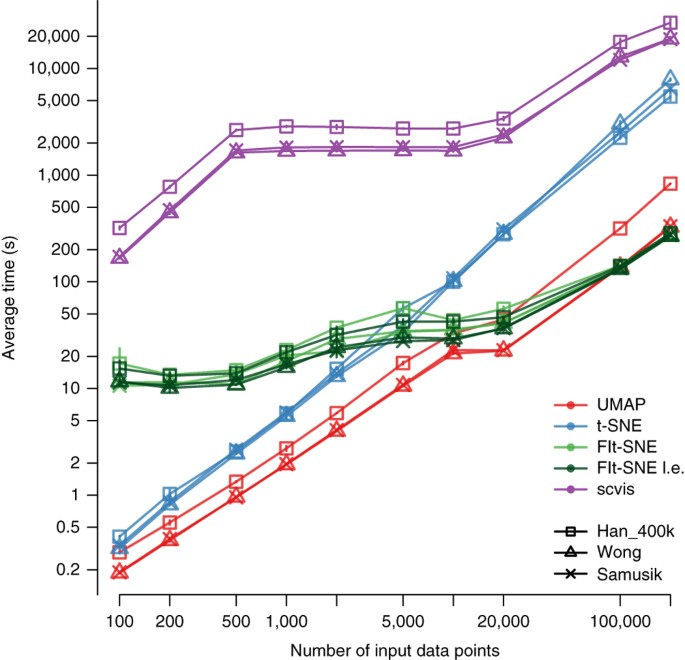 Average time (s)
20,000
10,000
5,000
2,000
1,000
500
200
100
50
20
10
5
2
1
0.5
0.2
UMAP
t-SNE
FIt-SNE
FIt-SNE l.e.
scvis
Han_400k
Wong
Samusik
100 200 500 1,000 5,000 20,000 100,000
Number of input data points